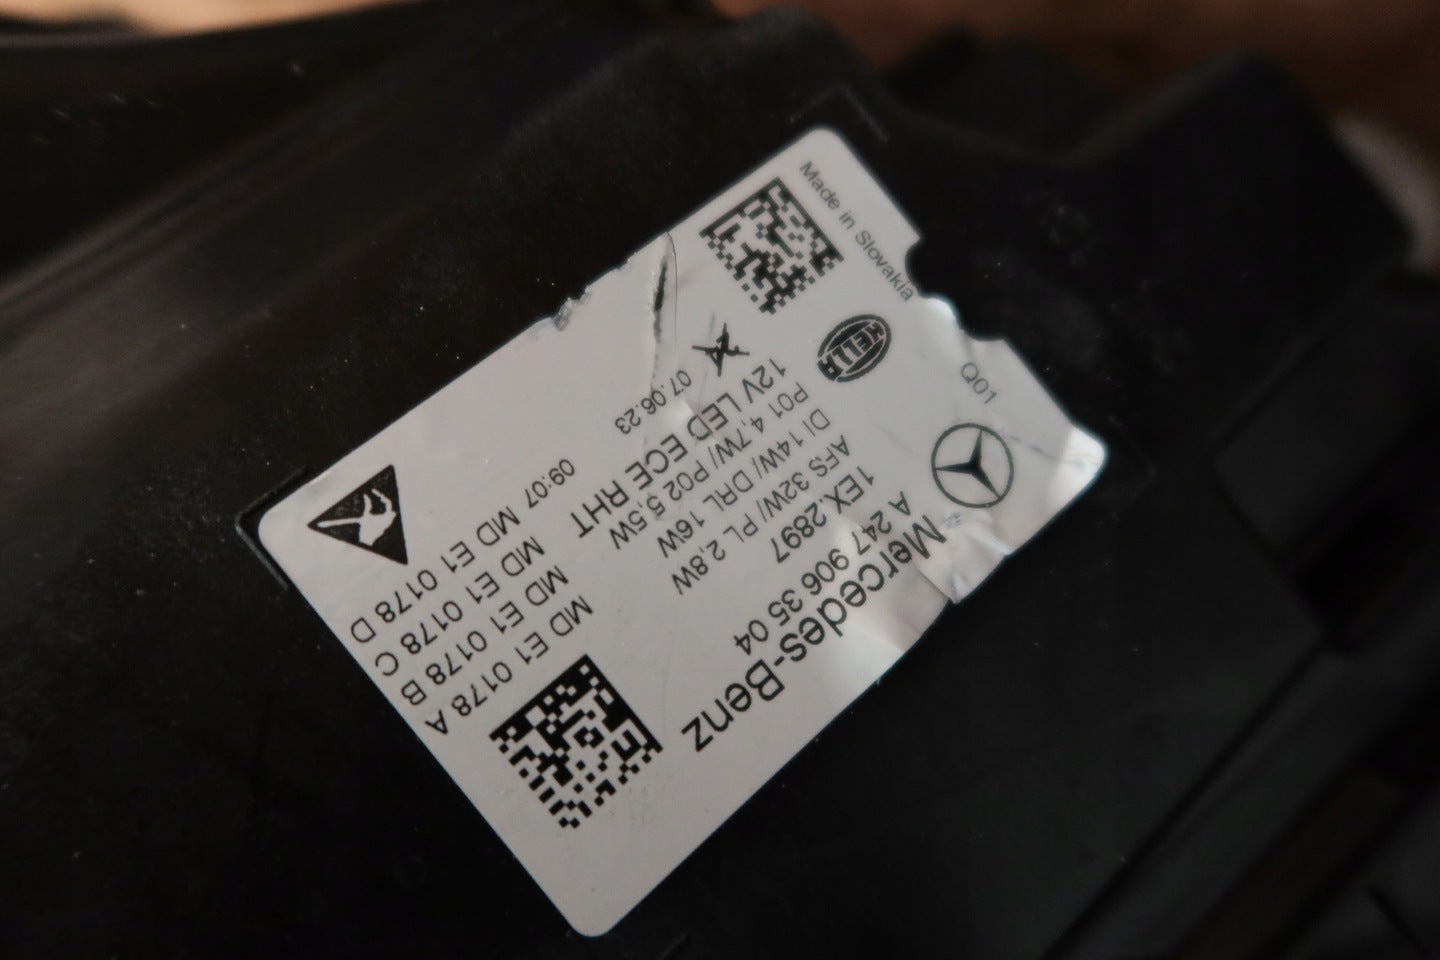 Mercedes-Benz
A 247 906 35 04
1EX.2897
AFS 32W/ PL 2,8W
DI 14W/ DRL 16W
P01 4,7W/ P02 5,5W
12V LED ECE RHT
HELLA
Q01
Made in Slovakia
07.06.23
09:07
MD E1 0178 A
MD E1 0178 B
MD E1 0178 C
MD E1 0178 D